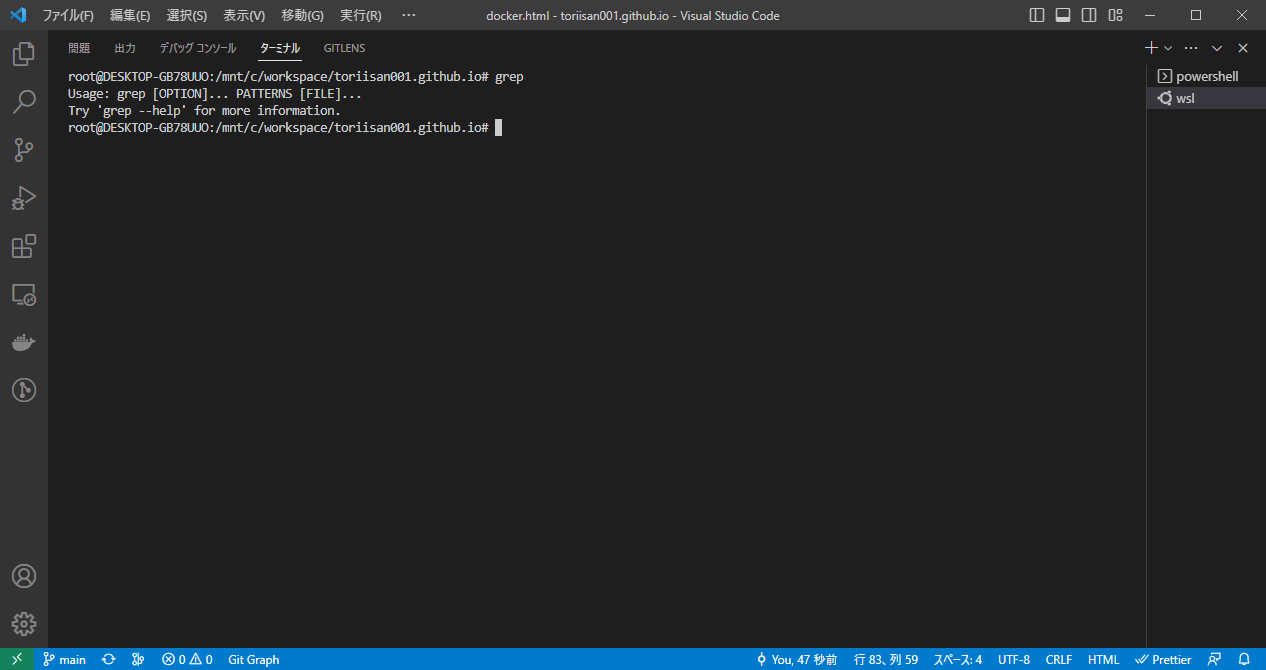 ファイル(F) 編集(E) 選択(S) 表示(V) 移動(G) 実行(R) ··· docker.html - toriisan001.github.io - Visual Studio Code
問題 出力 デバッグ コンソール ターミナル GITLENS
root@DESKTOP-GB78UUO:/mnt/c/workspace/toriisan001.github.io# grep
Usage: grep [OPTION]... PATTERNS [FILE]...
Try 'grep --help' for more information.
root@DESKTOP-GB78UUO:/mnt/c/workspace/toriisan001.github.io#
powershell
wsl
main 0 0 Git Graph You, 47 秒前 行 83、列 59 スペース: 4 UTF-8 CRLF HTML Prettier